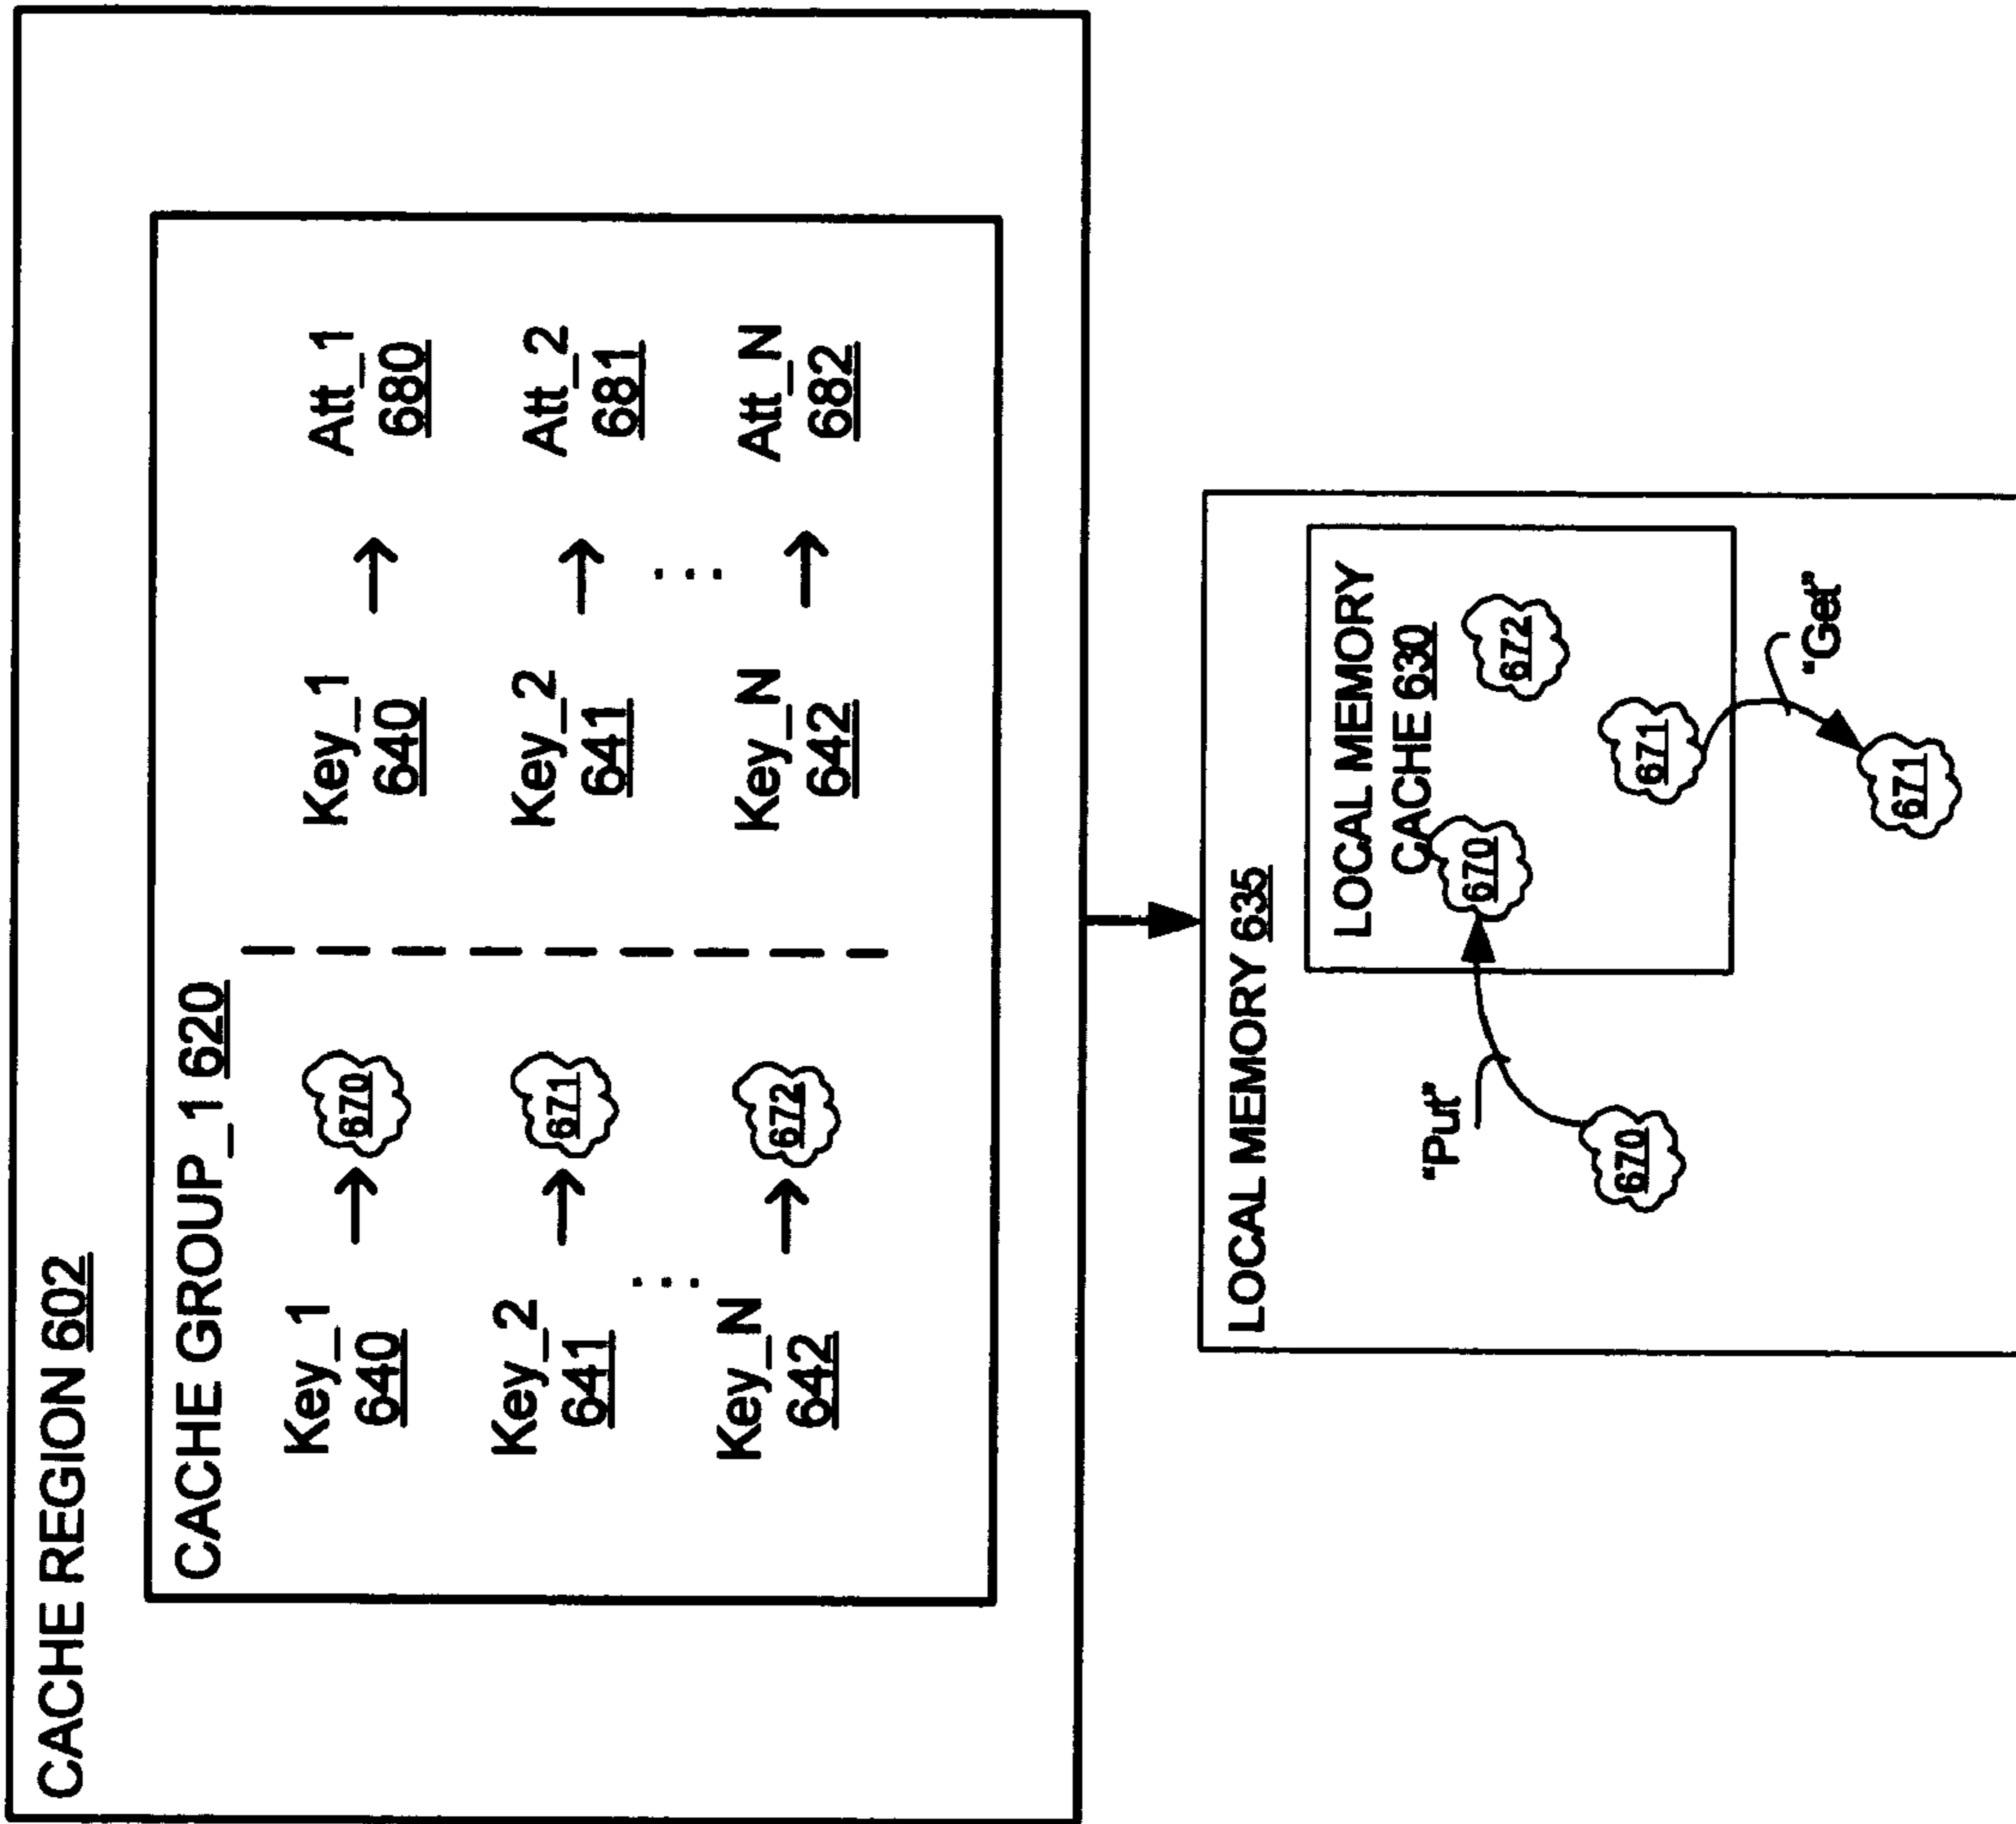 CACHE REGION 602
CACHE GROUP_1 620
Key_1
640
670
Key_1
640
Att_1
680
Key_2
641
671
Key_2
641
Att_2
681
...
...
Key_N
642
672
Key_N
642
Att_N
682
LOCAL MEMORY 635
LOCAL MEMORY
CACHE 630
"Put"
670
670
672
671
"Get"
671